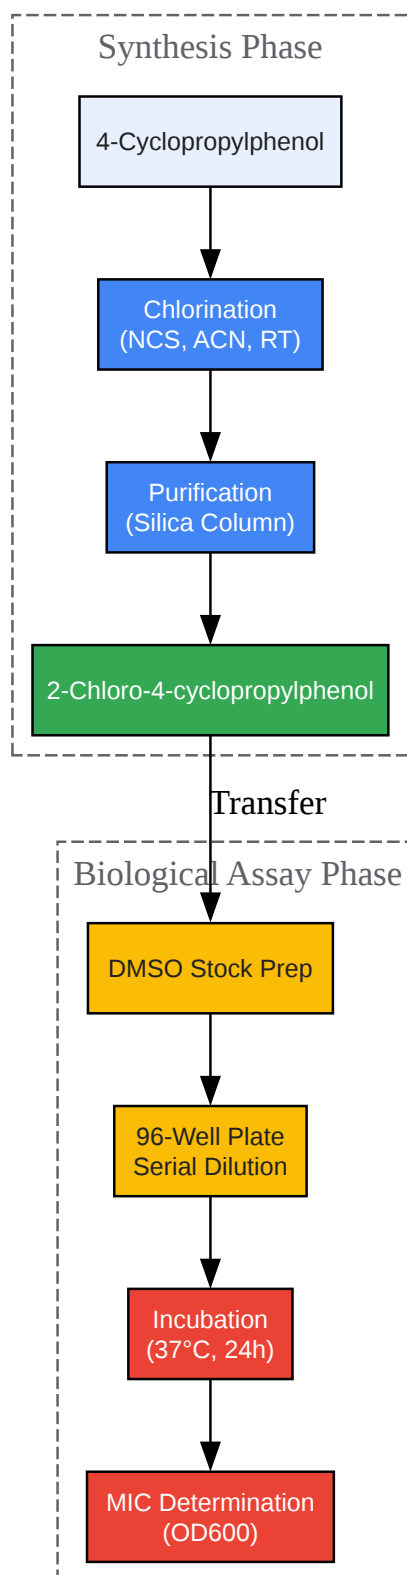 Synthesis Phase
4-Cyclopropylphenol
Chlorination
(NCS, ACN, RT)
Purification
(Silica Column)
2-Chloro-4-cyclopropylphenol
Transfer
Biological Assay Phase
DMSO Stock Prep
96-Well Plate
Serial Dilution
Incubation
(37°C, 24h)
MIC Determination
(OD600)